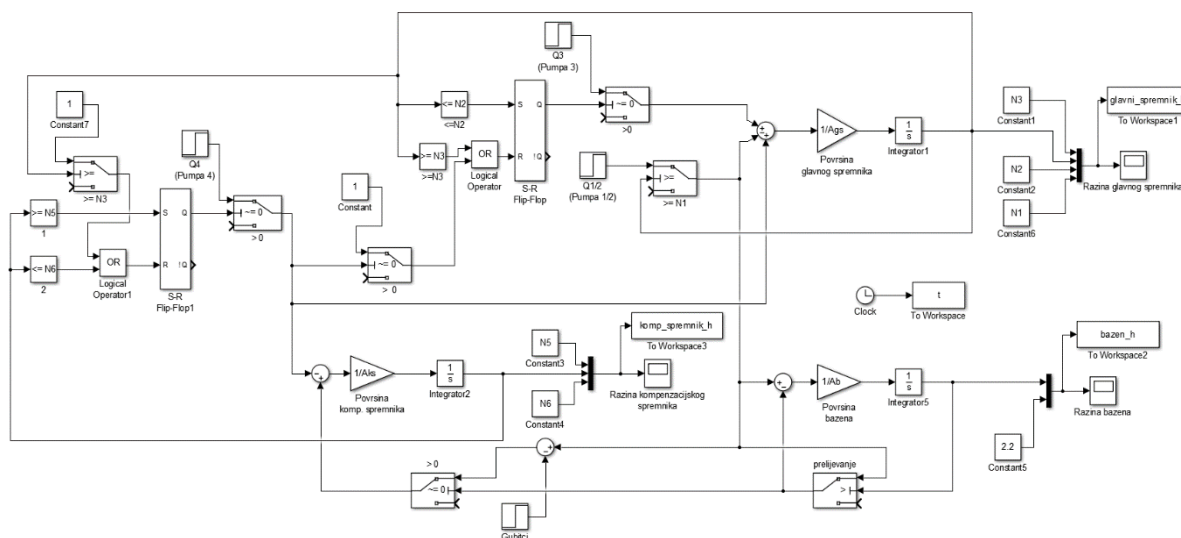 Q3
(Pumpa 3)
1
Constant7
<= N2
<=N2
S
Q
R
!Q
S-R
Flip-Flop
~= 0
>0
>= N3
>=N3
OR
Logical
Operator
Q1/2
(Pumpa 1/2)
>=
>= N1
1/Ags
Povrsina
glavnog spremnika
1
s
Integrator1
N3
Constant1
N2
Constant2
N1
Constant6
glavni_spremnik_
To Workspace1
Razina glavnog spremnika
>=
>= N3
Q4
(Pumpa 4)
>= N5
1
<= N6
2
OR
Logical
Operator1
S
Q
R
!Q
S-R
Flip-Flop1
~= 0
> 0
1
Constant
~= 0
> 0
Clock
t
To Workspace
komp_spremnik_h
To Workspace3
N5
Constant3
N6
Constant4
Razina kompenzacijskog
spremnika
1/Aks
Povrsina
komp. spremnika
1
s
Integrator2
1/Ab
Povrsina
bazena
1
s
Integrator5
bazen_h
To Workspace2
Razina bazena
2.2
Constant5
> 0
~= 0
prelijevanje
>
Gubitci